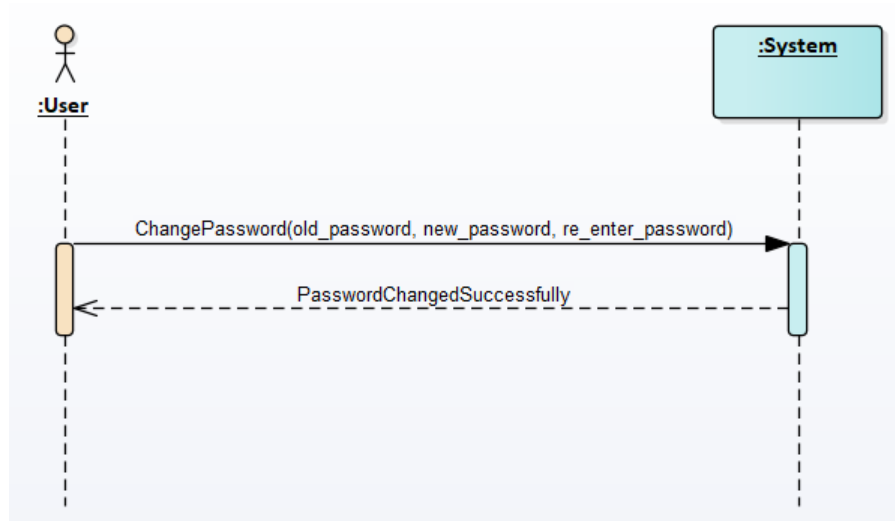 :User
:System
ChangePassword(old_password, new_password, re_enter_password)
PasswordChangedSuccessfully